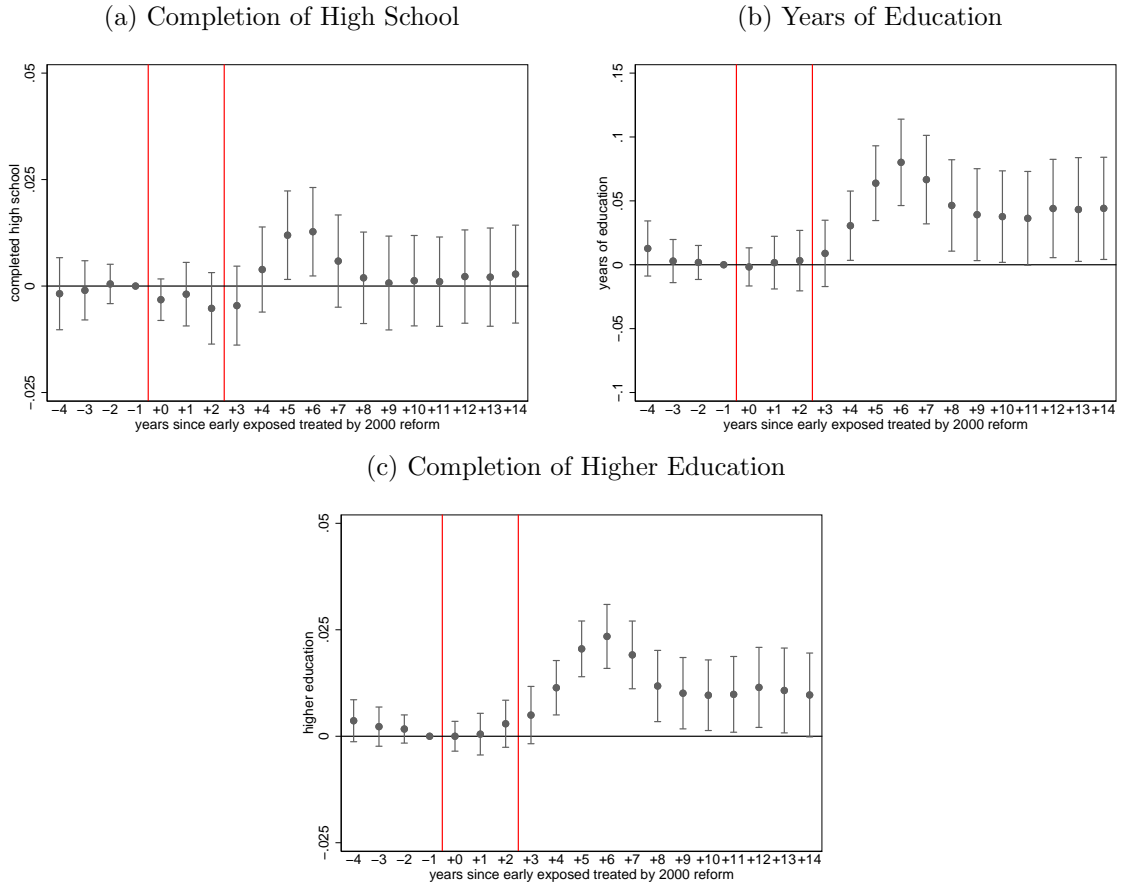 (a) Completion of High School
(b) Years of Education
completed high school
.05
.025
0
-.025
−4 −3 −2 −1 +0 +1 +2 +3 +4 +5 +6 +7 +8 +9 +10 +11 +12 +13 +14
years since early exposed treated by 2000 reform
years of education
.15
.1
.05
0
-.05
-.1
−4 −3 −2 −1 +0 +1 +2 +3 +4 +5 +6 +7 +8 +9 +10 +11 +12 +13 +14
years since early exposed treated by 2000 reform
(c) Completion of Higher Education
higher education
.05
.025
0
-.025
−4 −3 −2 −1 +0 +1 +2 +3 +4 +5 +6 +7 +8 +9 +10 +11 +12 +13 +14
years since early exposed treated by 2000 reform